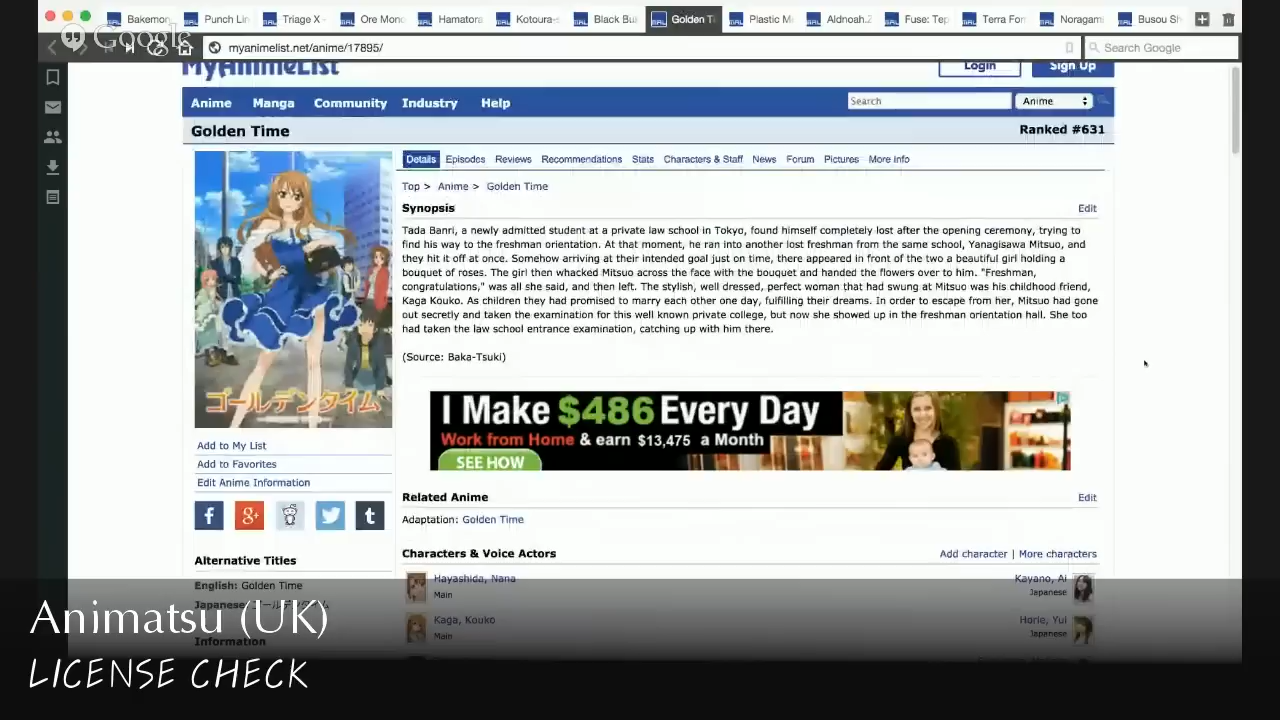 Bakemon
Punch Lin
Triage X -
Ore Mono
Hamatora
Kotoura-s
Black Bul
Golden Ti
Plastic M
Aldnoah.Z
Fuse: Tep
Terra For
Noragami
Busou Sh
Google
myanimelist.net/anime/17895/
Search Google
MyAnimeList
Login
Sign Up
Anime
Manga
Community
Industry
Help
Search
Anime
Golden Time
Ranked #631
Details
Episodes
Reviews
Recommendations
Stats
Characters & Staff
News
Forum
Pictures
More info
Top > Anime > Golden Time
Synopsis
Edit
Tada Banri, a newly admitted student at a private law school in Tokyo, found himself completely lost after the opening ceremony, trying to
find his way to the freshman orientation. At that moment, he ran into another lost freshman from the same school, Yanagisawa Mitsuo, and
they hit it off at once. Somehow arriving at their intended goal just on time, there appeared in front of the two a beautiful girl holding a
bouquet of roses. The girl then whacked Mitsuo across the face with the bouquet and handed the flowers over to him. "Freshman,
congratulations," was all she said, and then left. The stylish, well dressed, perfect woman that had swung at Mitsuo was his childhood friend,
Kaga Kouko. As children they had promised to marry each other one day, fulfilling their dreams. In order to escape from her, Mitsuo had gone
out secretly and taken the examination for this well known private college, but now she showed up in the freshman orientation hall. She too
had taken the law school entrance examination, catching up with him there.
(Source: Baka-Tsuki)
ゴールデンタイム
I Make $486 Every Day
Work from Home & earn $13,475 a Month
SEE HOW
Add to My List
Add to Favorites
Edit Anime Information
f
g+
t
Related Anime
Edit
Adaptation: Golden Time
Characters & Voice Actors
Add character | More characters
Hayashida, Nana
Main
Kayano, Ai
Japanese
Kaga, Kouko
Main
Horie, Yui
Japanese
Alternative Titles
English: Golden Time
Japanese: ゴールデンタイム
Information
Animatsu (UK)
LICENSE CHECK